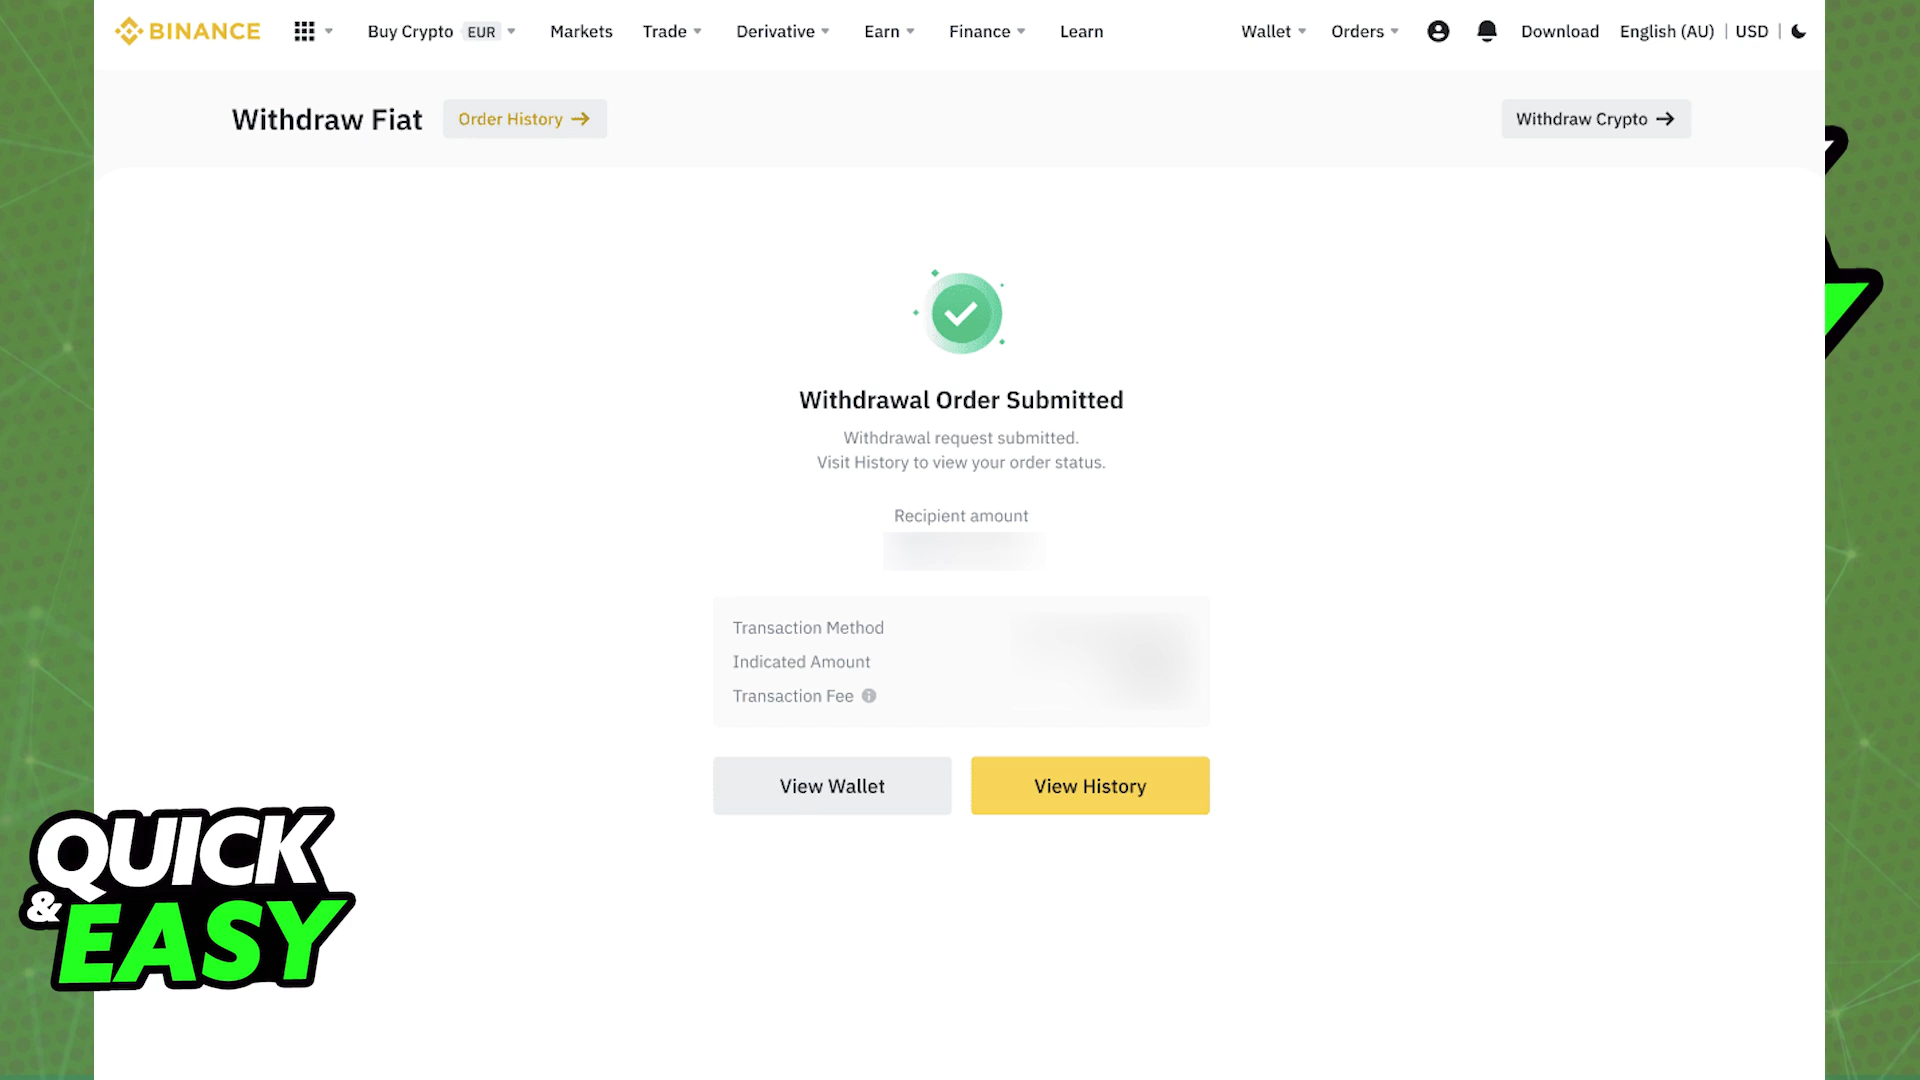 BINANCE
Buy Crypto EUR
Markets
Trade
Derivative
Earn
Finance
Learn
Wallet
Orders
Download
English (AU) | USD |
Withdraw Fiat
Order History →
Withdraw Crypto →
Withdrawal Order Submitted
Withdrawal request submitted.
Visit History to view your order status.
Recipient amount
Transaction Method
Indicated Amount
Transaction Fee
View Wallet
View History
QUICK
&EASY